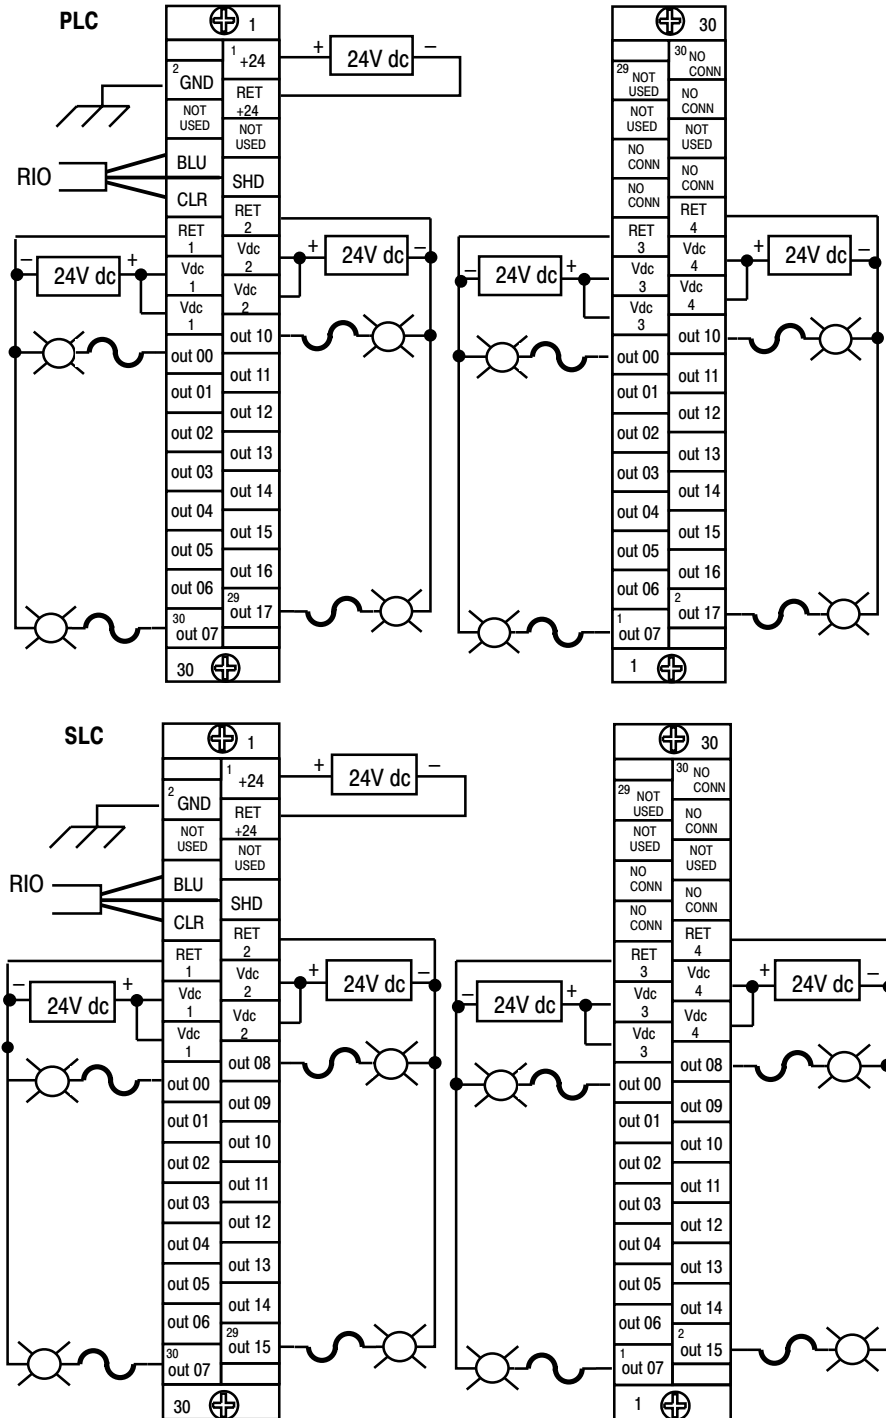 PLC
1
1 +24
+ 24V dc –
2 GND
RET +24
NOT USED
NOT USED
RIO
BLU
SHD
CLR
RET 2
RET 1
Vdc 2
+ 24V dc –
– 24V dc +
Vdc 1
Vdc 2
Vdc 1
out 10
out 00
out 11
out 01
out 12
out 02
out 13
out 03
out 14
out 04
out 15
out 05
out 16
out 06
29 out 17
30 out 07
30
30
30 NO CONN
29 NOT USED
NO CONN
NOT USED
NOT USED
NO CONN
NO CONN
NO CONN
RET 4
RET 3
Vdc 4
+ 24V dc –
– 24V dc +
Vdc 3
Vdc 4
Vdc 3
out 10
out 00
out 11
out 01
out 12
out 02
out 13
out 03
out 14
out 04
out 15
out 05
out 16
out 06
2 out 17
1 out 07
1
SLC
1
1 +24
+ 24V dc –
2 GND
RET +24
NOT USED
NOT USED
RIO
BLU
SHD
CLR
RET 2
RET 1
Vdc 2
+ 24V dc –
– 24V dc +
Vdc 1
Vdc 2
Vdc 1
out 08
out 00
out 09
out 01
out 10
out 02
out 11
out 03
out 12
out 04
out 13
out 05
out 14
out 06
29 out 15
30 out 07
30
30
30 NO CONN
29 NOT USED
NO CONN
NOT USED
NOT USED
NO CONN
NO CONN
NO CONN
RET 4
RET 3
Vdc 4
+ 24V dc –
– 24V dc +
Vdc 3
Vdc 4
Vdc 3
out 08
out 00
out 09
out 01
out 10
out 02
out 11
out 03
out 12
out 04
out 13
out 05
out 14
out 06
2 out 15
1 out 07
1